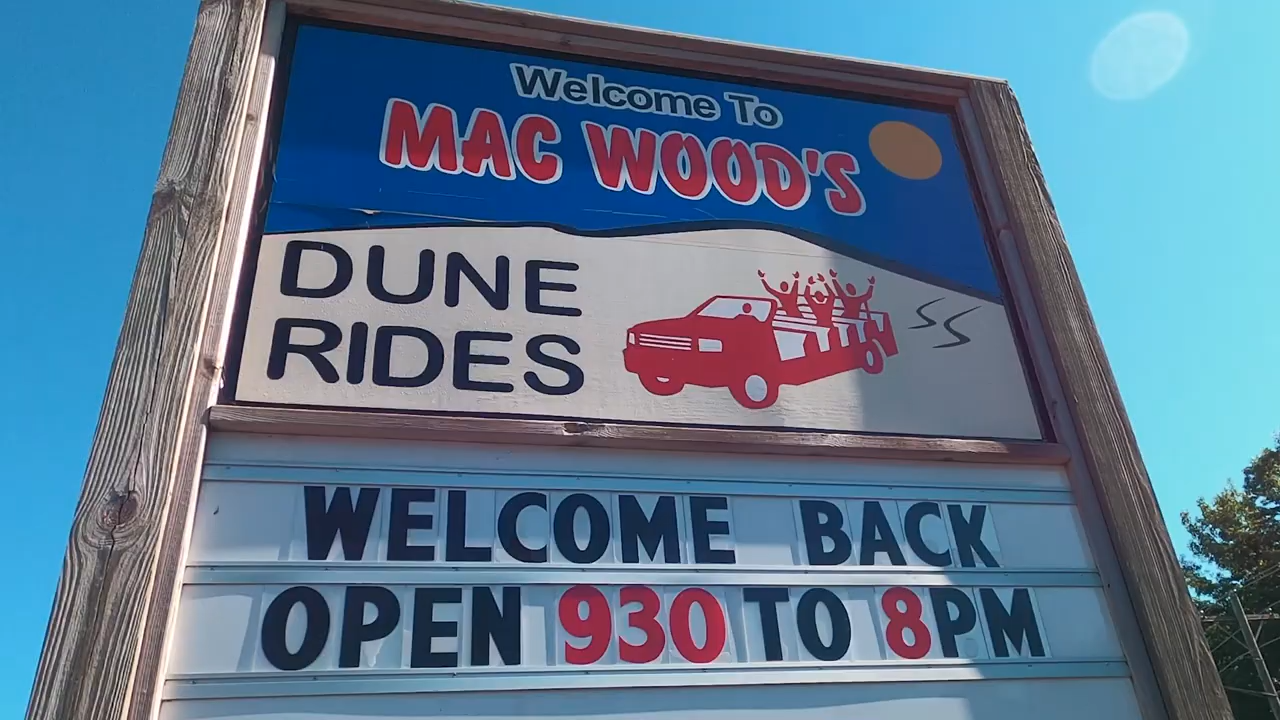 Welcome To
MAC WOOD'S
DUNE
RIDES
WELCOME BACK
OPEN 930 TO 8PM